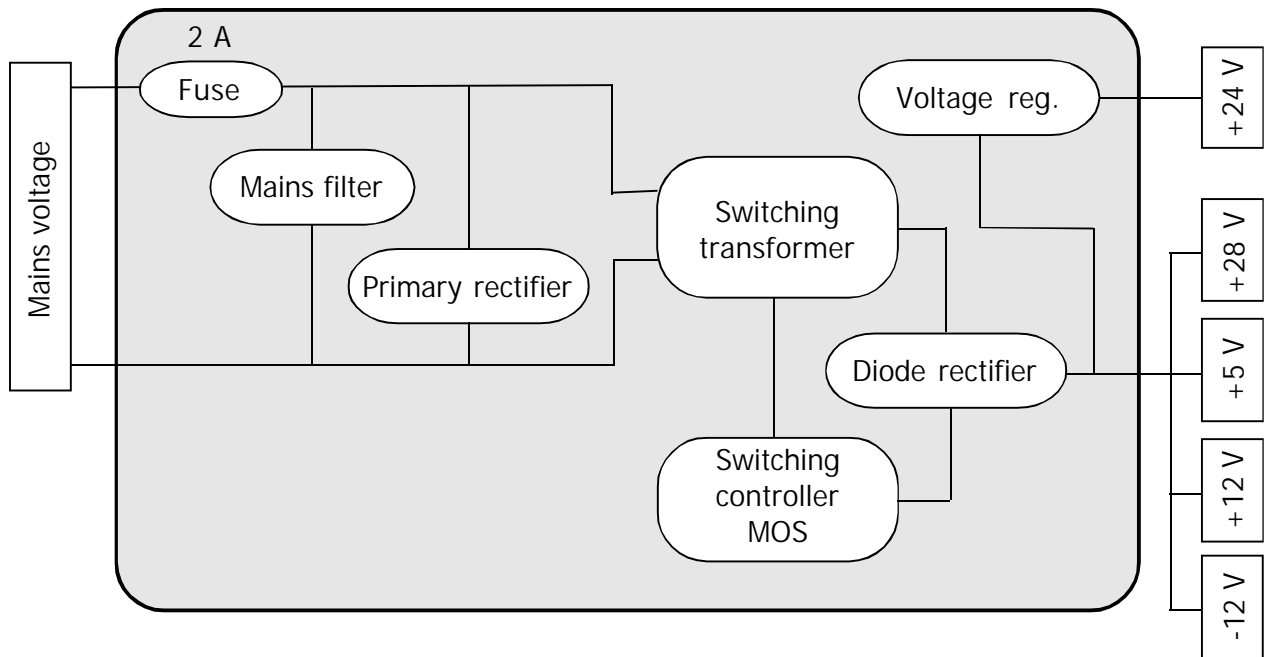 2 A
Fuse
Mains voltage
Mains filter
Primary rectifier
Switching
transformer
Voltage reg.
Diode rectifier
Switching
controller
MOS
+24 V
+28 V
+5 V
+12 V
-12 V